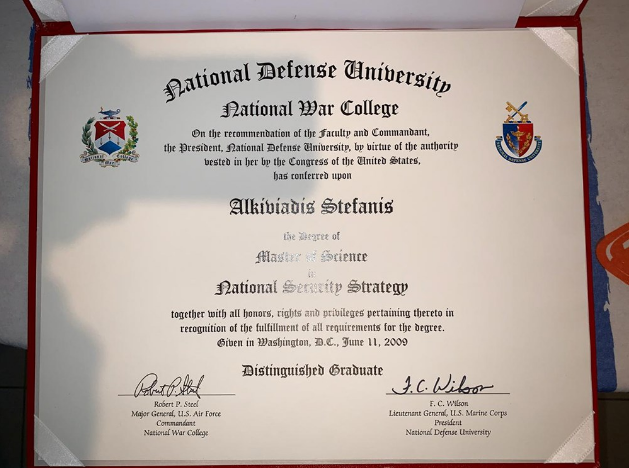 National Defense University
National War College
On the recommendation of the Faculty and Commandant,
the President, National Defense University, by virtue of the authority
vested in her by the Congress of the United States,
has conferred upon
Alkiviadis Stefanis
the Degree of
Master of Science
in
National Security Strategy
together with all honors, rights and privileges pertaining thereto in
recognition of the fulfillment of all requirements for the degree.
Given in Washington, D.C., June 11, 2009
Distinguished Graduate
Robert P. Steel
Robert P. Steel
Major General, U.S. Air Force
Commandant
National War College
F. C. Wilson
F. C. Wilson
Lieutenant General, U.S. Marine Corps
President
National Defense University